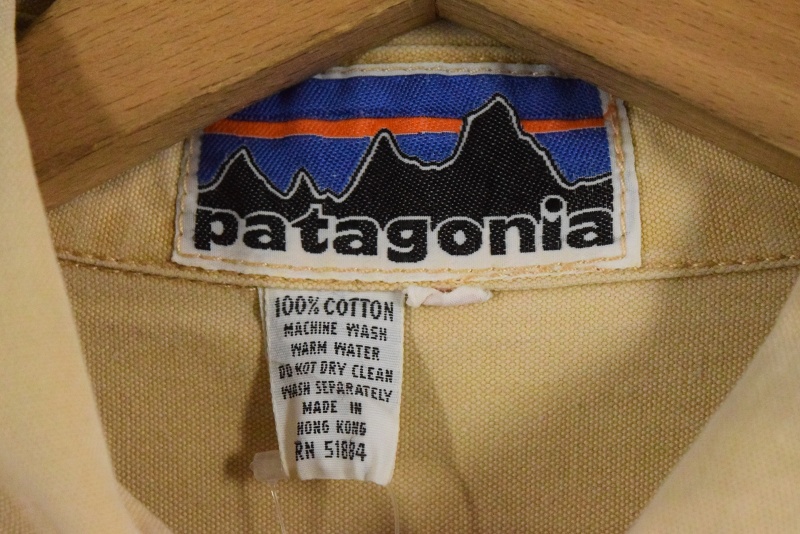 patagonia
100% COTTON
MACHINE WASH
WARM WATER
DO NOT DRY CLEAN
WASH SEPARATELY
MADE IN
HONG KONG
RN 51884